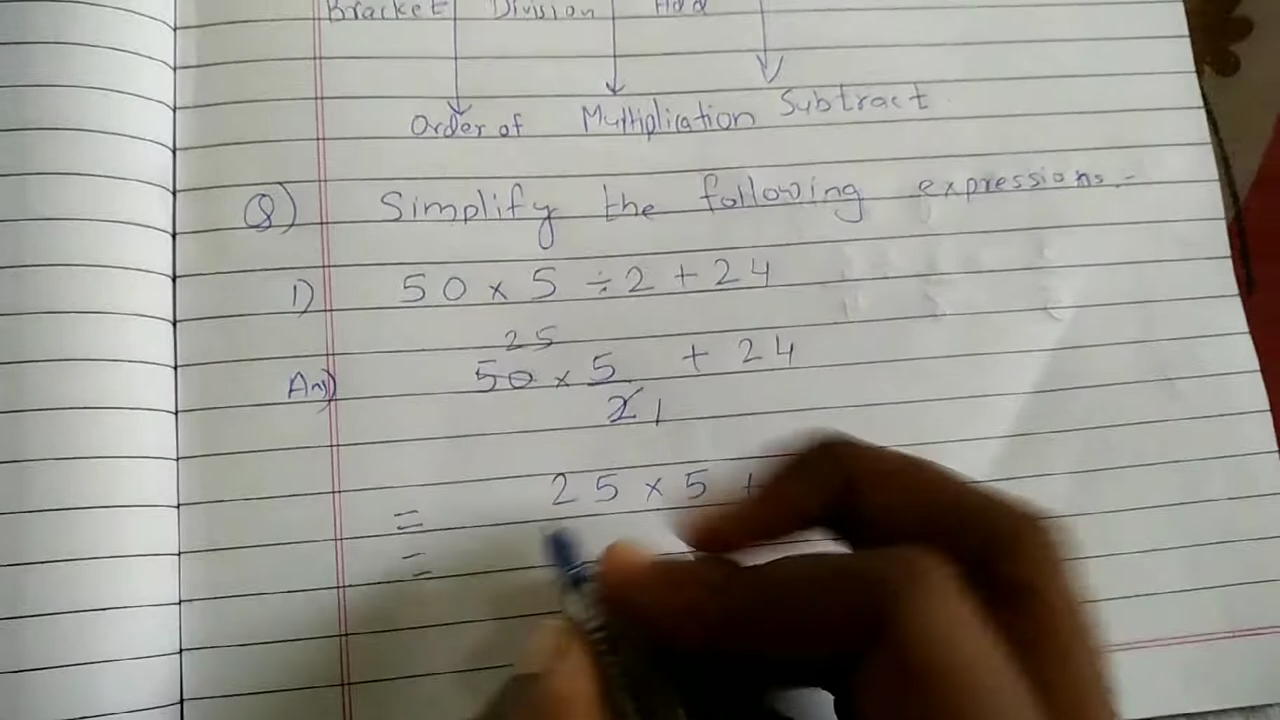 Bracket Division Add
Order of Multiplication Subtract
Q) Simplify the following expressions.-
1) 50 × 5 ÷ 2 + 24
25
Ans) 50 × 5 + 24
2 1
= 25 × 5 +
=